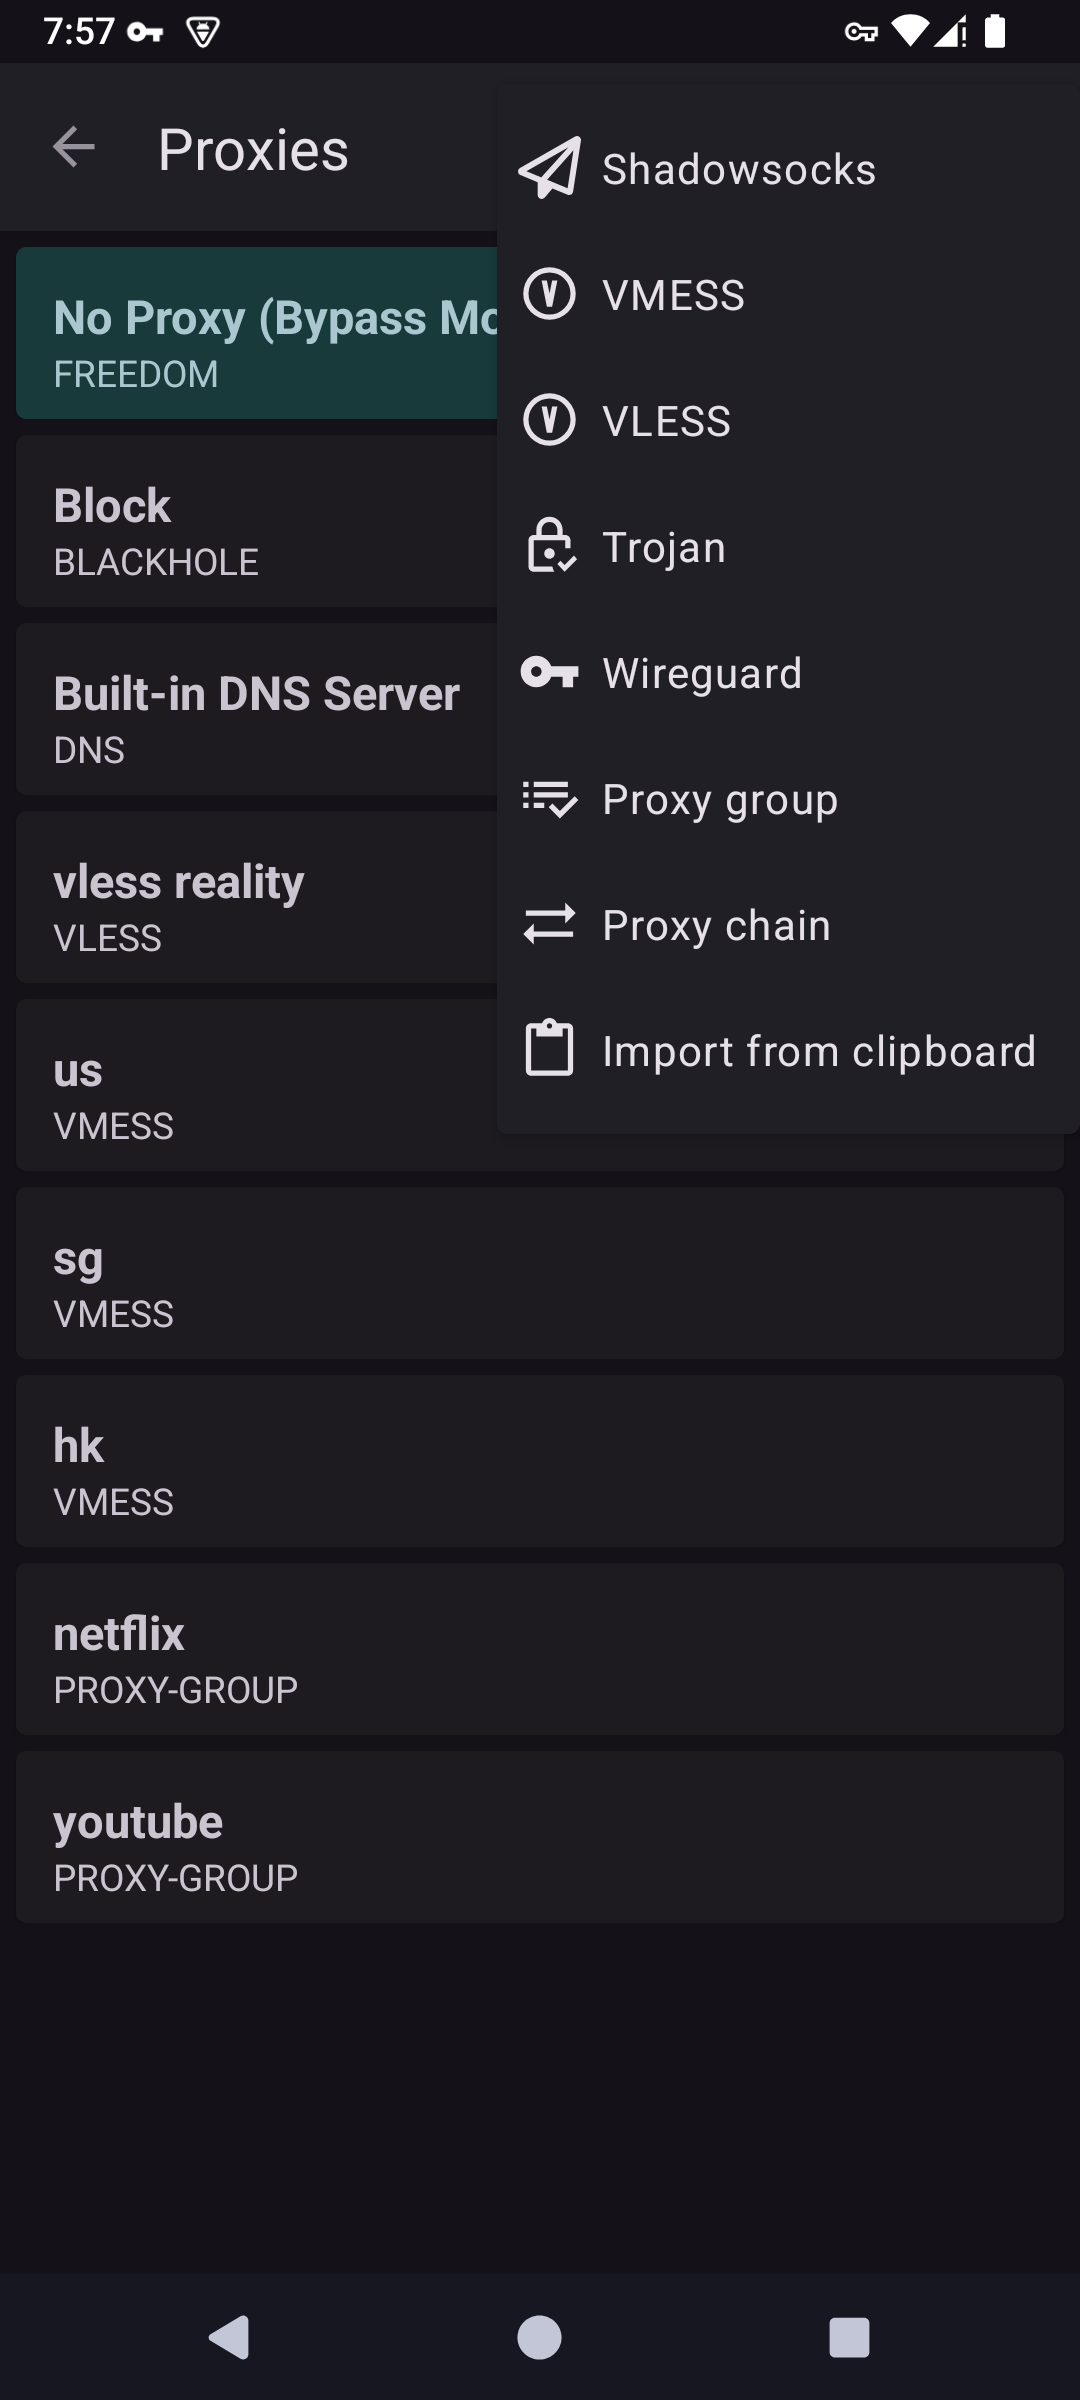 7:57
Proxies
Shadowsocks
VMESS
VLESS
Trojan
Wireguard
Proxy group
Proxy chain
Import from clipboard
No Proxy (Bypass Mo
FREEDOM
Block
BLACKHOLE
Built-in DNS Server
DNS
vless reality
VLESS
us
VMESS
sg
VMESS
hk
VMESS
netflix
PROXY-GROUP
youtube
PROXY-GROUP